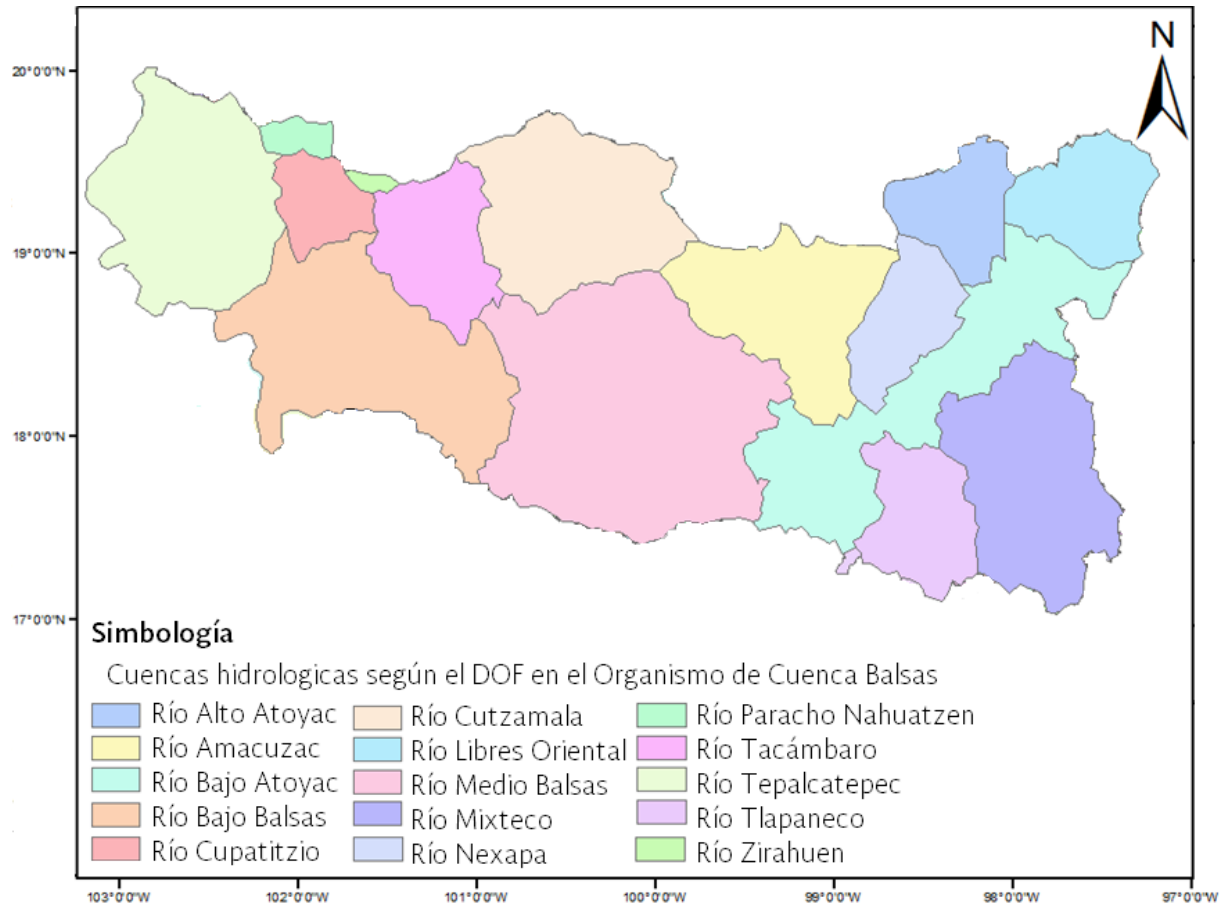 N
20°0'0"N
19°0'0"N
18°0'0"N
17°0'0"N
Simbología
Cuencas hidrologicas según el DOF en el Organismo de Cuenca Balsas
Río Alto Atoyac
Río Amacuzac
Río Bajo Atoyac
Río Bajo Balsas
Río Cupatitzio
Río Cutzamala
Río Libres Oriental
Río Medio Balsas
Río Mixteco
Río Nexapa
Río Paracho Nahuatzen
Río Tacámbaro
Río Tepalcatepec
Río Tlapaneco
Río Zirahuen
103°0'0"W
102°0'0"W
101°0'0"W
100°0'0"W
99°0'0"W
98°0'0"W
97°0'0"W